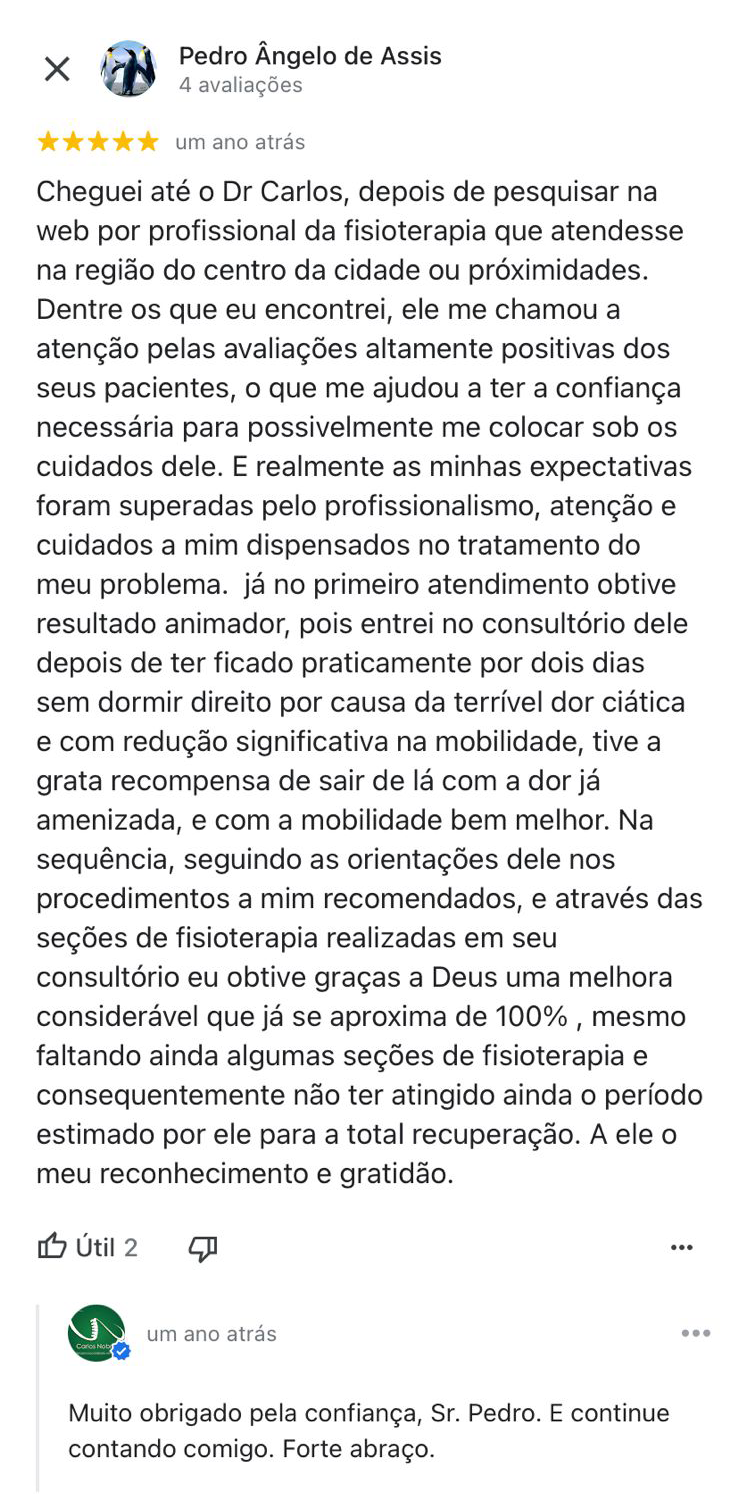 Pedro Ângelo de Assis
4 avaliações
um ano atrás
Cheguei até o Dr Carlos, depois de pesquisar na
web por profissional da fisioterapia que atendesse
na região do centro da cidade ou próximidades.
Dentre os que eu encontrei, ele me chamou a
atenção pelas avaliações altamente positivas dos
seus pacientes, o que me ajudou a ter a confiança
necessária para possivelmente me colocar sob os
cuidados dele. E realmente as minhas expectativas
foram superadas pelo profissionalismo, atenção e
cuidados a mim dispensados no tratamento do
meu problema.  já no primeiro atendimento obtive
resultado animador, pois entrei no consultório dele
depois de ter ficado praticamente por dois dias
sem dormir direito por causa da terrível dor ciática
e com redução significativa na mobilidade, tive a
grata recompensa de sair de lá com a dor já
amenizada, e com a mobilidade bem melhor. Na
sequência, seguindo as orientações dele nos
procedimentos a mim recomendados, e através das
seções de fisioterapia realizadas em seu
consultório eu obtive graças a Deus uma melhora
considerável que já se aproxima de 100% , mesmo
faltando ainda algumas seções de fisioterapia e
consequentemente não ter atingido ainda o período
estimado por ele para a total recuperação. A ele o
meu reconhecimento e gratidão.
Útil 2
um ano atrás
Carlos
Muito obrigado pela confiança, Sr. Pedro. E continue
contando comigo. Forte abraço.